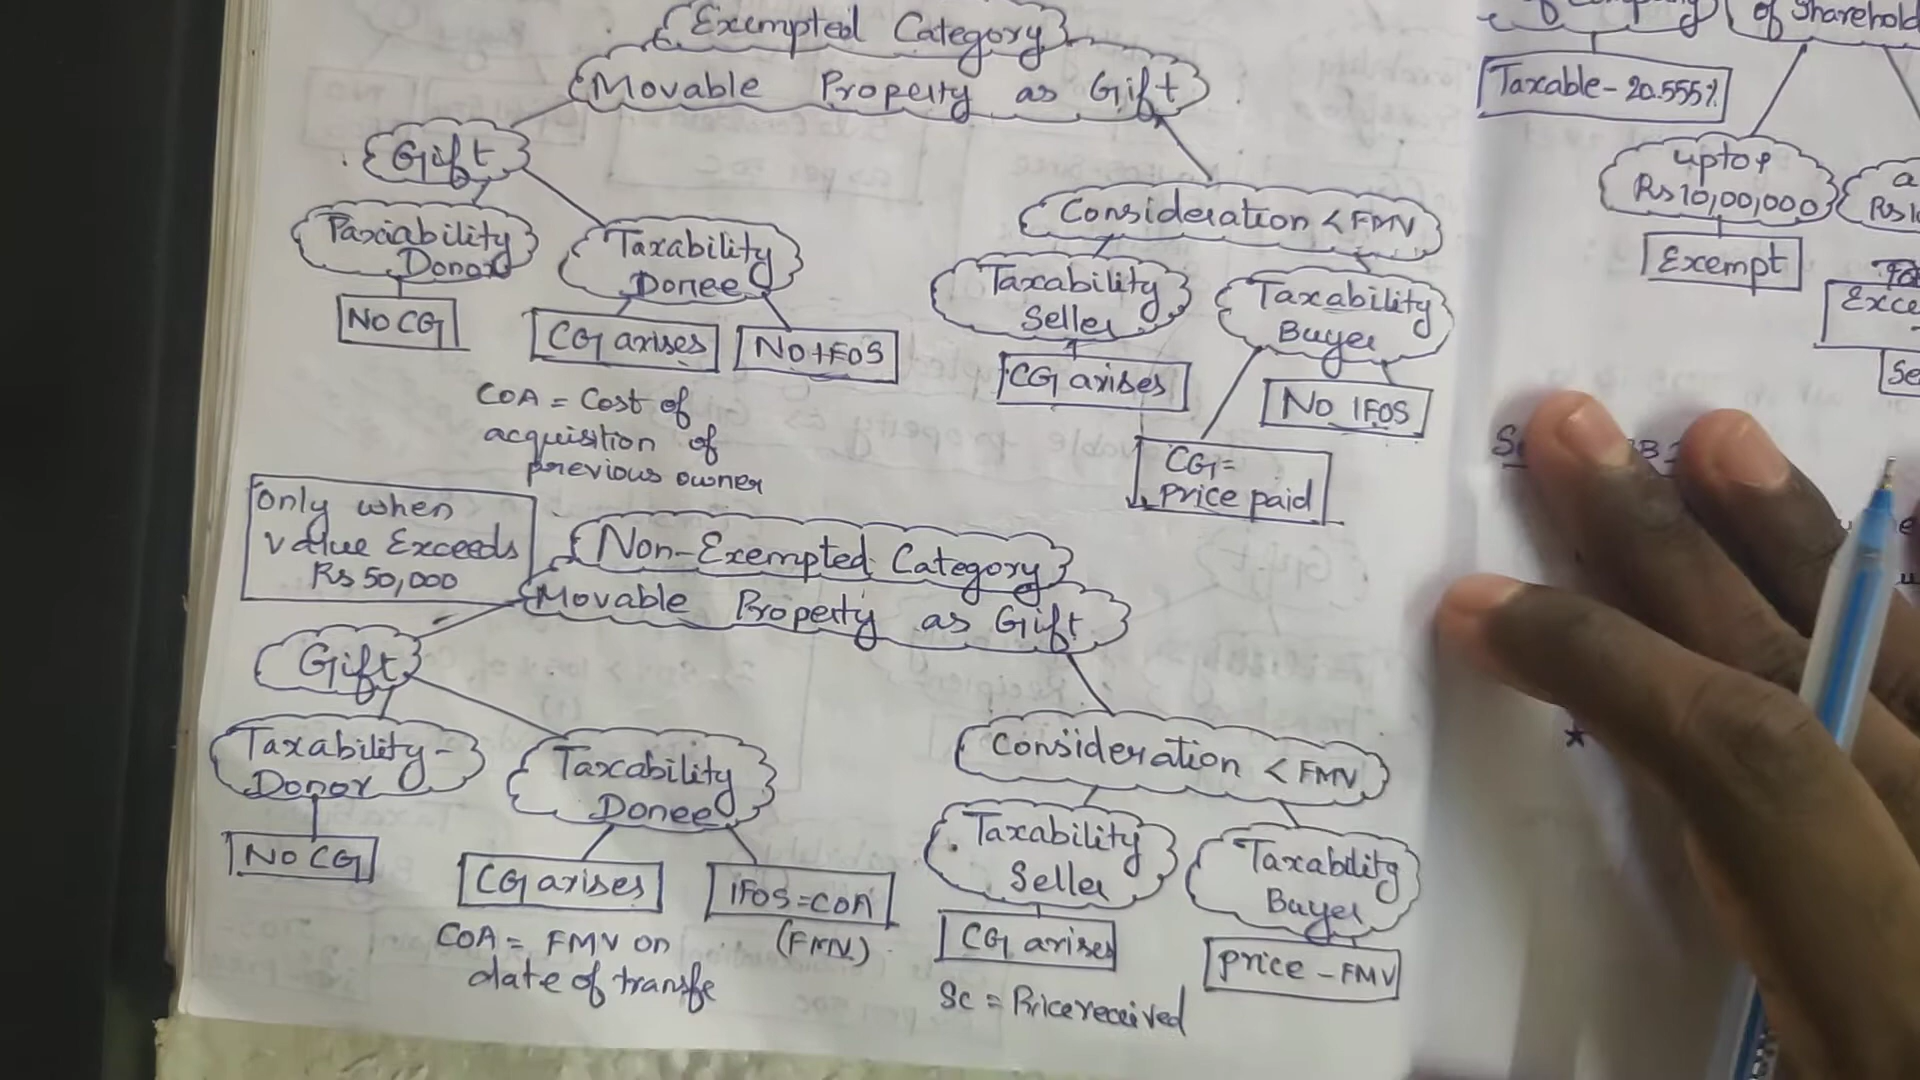 Exempted Category
Movable Property as Gift
Gift
Paxiability
Donor
NO CG
Taxability
Donee
CG arises
NO IFOS
COA = Cost of
acquisition of
previous owner
Consideration < FMV
Taxability
Seller
CG arises
Taxability
Buyer
No IFOS
CG =
Price paid
only when
value Exceeds
Rs 50,000
Non-Exempted Category
Movable Property as Gift
Gift
Taxability-
Donor
NO CG
Taxability
Donee
CG arises
IFOS = COA
(FMV)
COA = FMV on
date of transfe
Consideration < FMV
Taxability
Seller
CG arises
SC = Price received
Taxability
Buyer
Price - FMV
of Sharehold
Taxable - 20.555%
upto of
Rs 10,00,000
Exempt